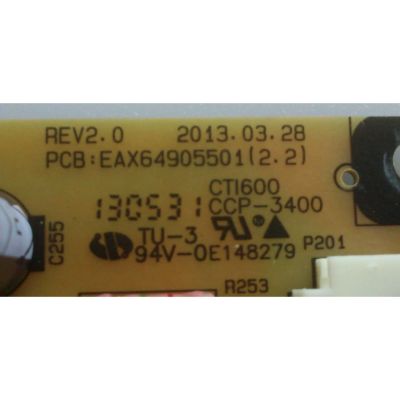 REV2.0 2013.03.28
PCB:EAX64905501(2.2)
130531 CTI600
CCP-3400
TU-3
94V-0E148279 P201
C255
R253